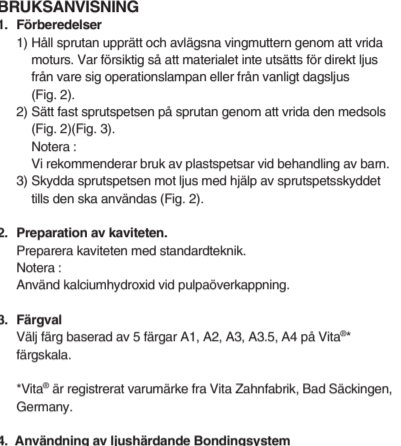 BRUKSANVISNING
1. Förberedelser
1) Håll sprutan upprätt och avlägsna vingmuttern genom att vrida
moturs. Var försiktig så att materialet inte utsätts för direkt ljus
från vare sig operationslampan eller från vanligt dagsljus
(Fig. 2).
2) Sätt fast sprutspetsen på sprutan genom att vrida den medsols
(Fig. 2)(Fig. 3).
Notera :
Vi rekommenderar bruk av plastspetsar vid behandling av barn.
3) Skydda sprutspetsen mot ljus med hjälp av sprutspetsskyddet
tills den ska användas (Fig. 2).
2. Preparation av kaviteten.
Preparera kaviteten med standardteknik.
Notera :
Använd kalciumhydroxid vid pulpaöverkappning.
3. Färgval
Välj färg baserad av 5 färgar A1, A2, A3, A3.5, A4 på Vita®*
färgskala.
*Vita® är registrerat varumärke fra Vita Zahnfabrik, Bad Säckingen,
Germany.
4. Användning av ljushärdande Bondingsystem